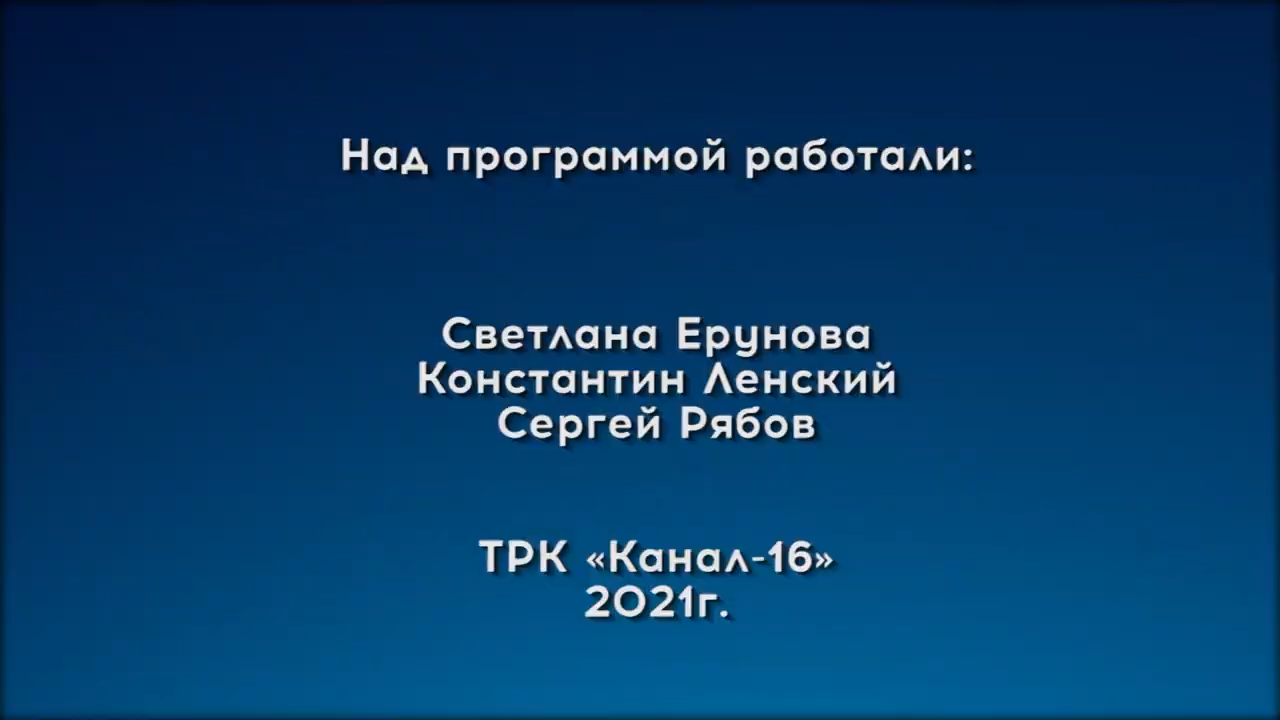 Над программой работали:
Светлана Ерунова
Константин Ленский
Сергей Рябов
ТРК «Канал-16»
2021г.